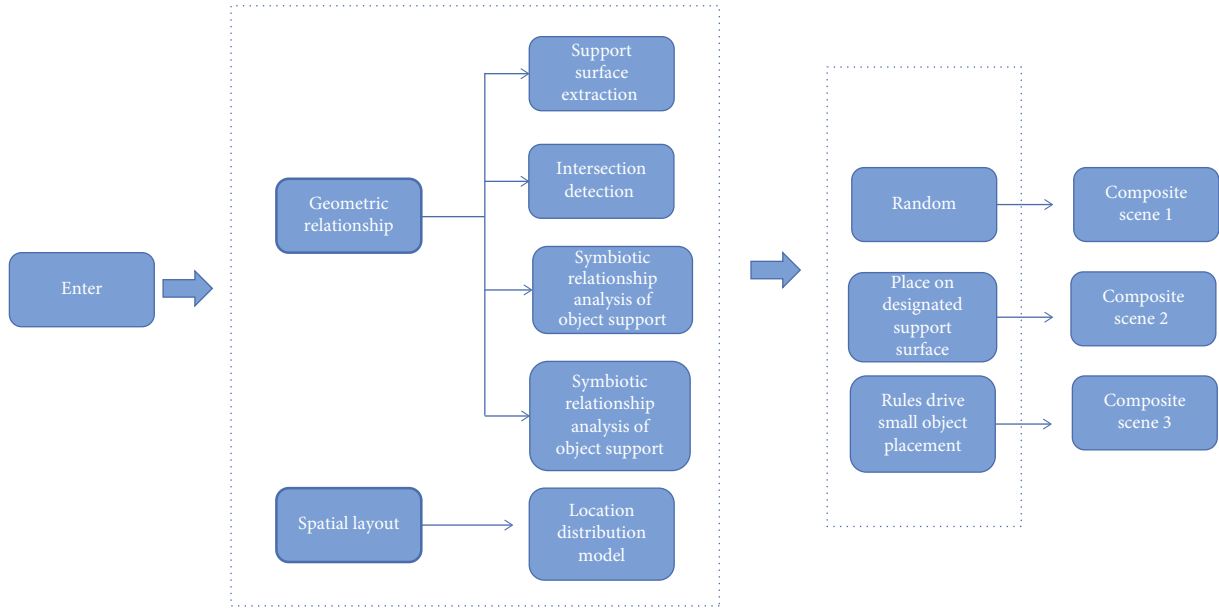 Enter
Geometric
relationship
Spatial layout
Support
surface
extraction
Intersection
detection
Symbiotic
relationship
analysis of
object support
Symbiotic
relationship
analysis of
object support
Location
distribution
model
Random
Place on
designated
support
surface
Rules drive
small object
placement
Composite
scene 1
Composite
scene 2
Composite
scene 3